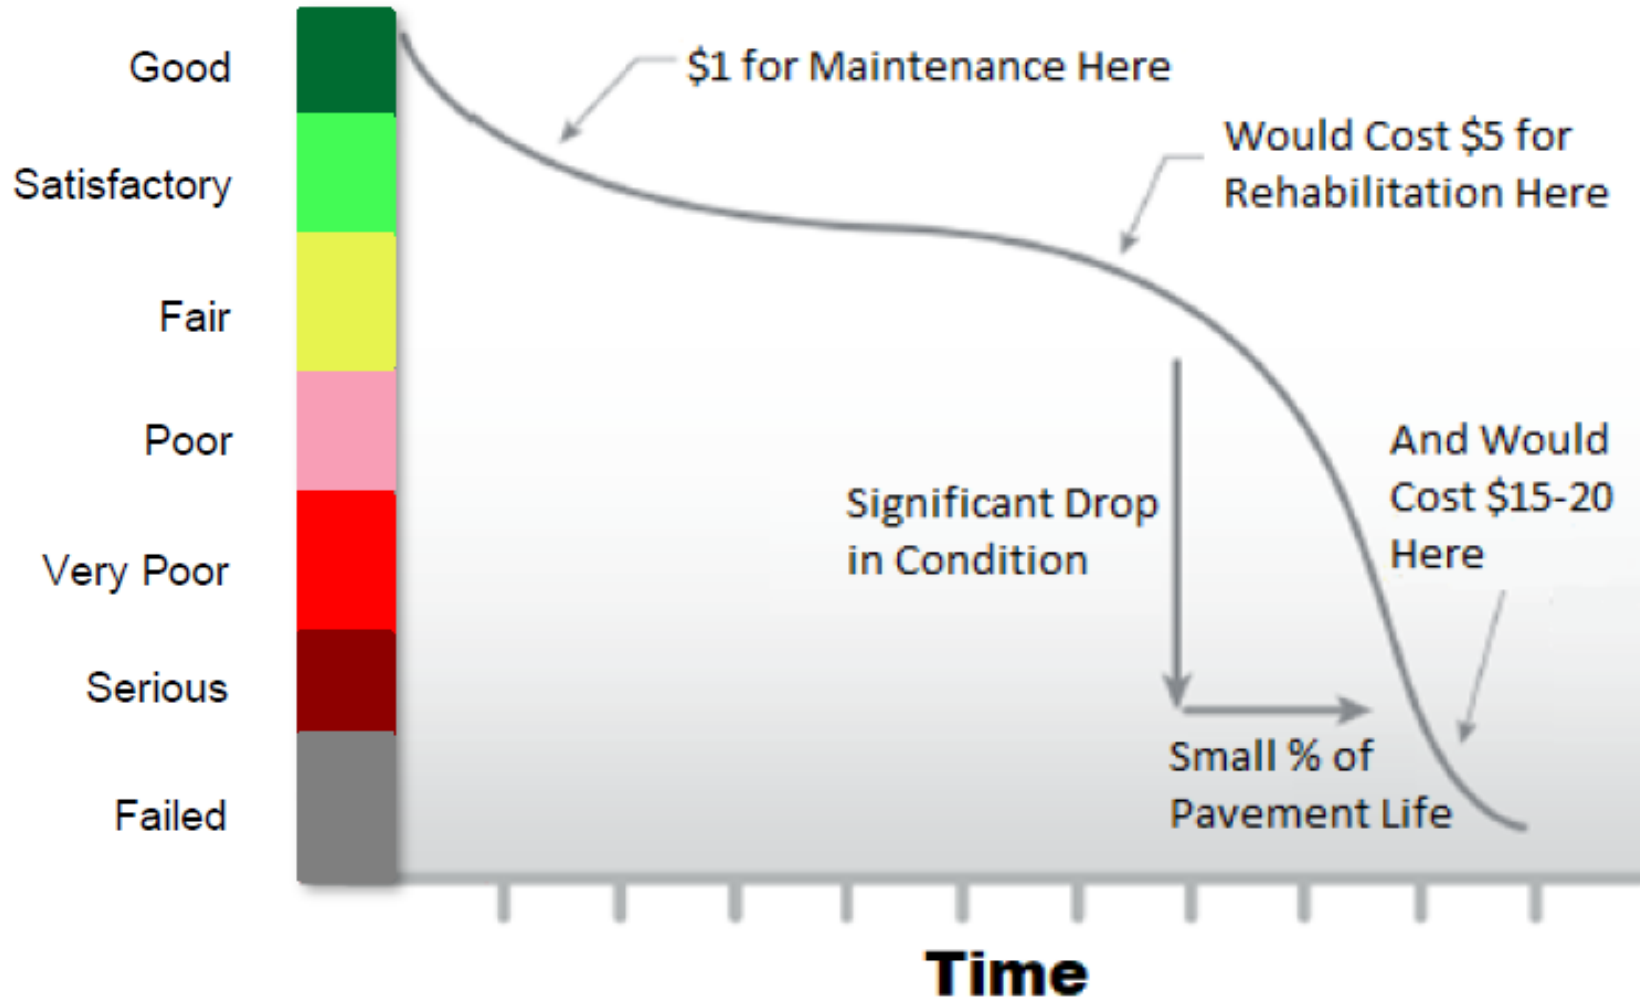 Good
Satisfactory
Fair
Poor
Very Poor
Serious
Failed
$1 for Maintenance Here
Would Cost $5 for
Rehabilitation Here
Significant Drop
in Condition
And Would
Cost $15-20
Here
Small % of
Pavement Life
Time